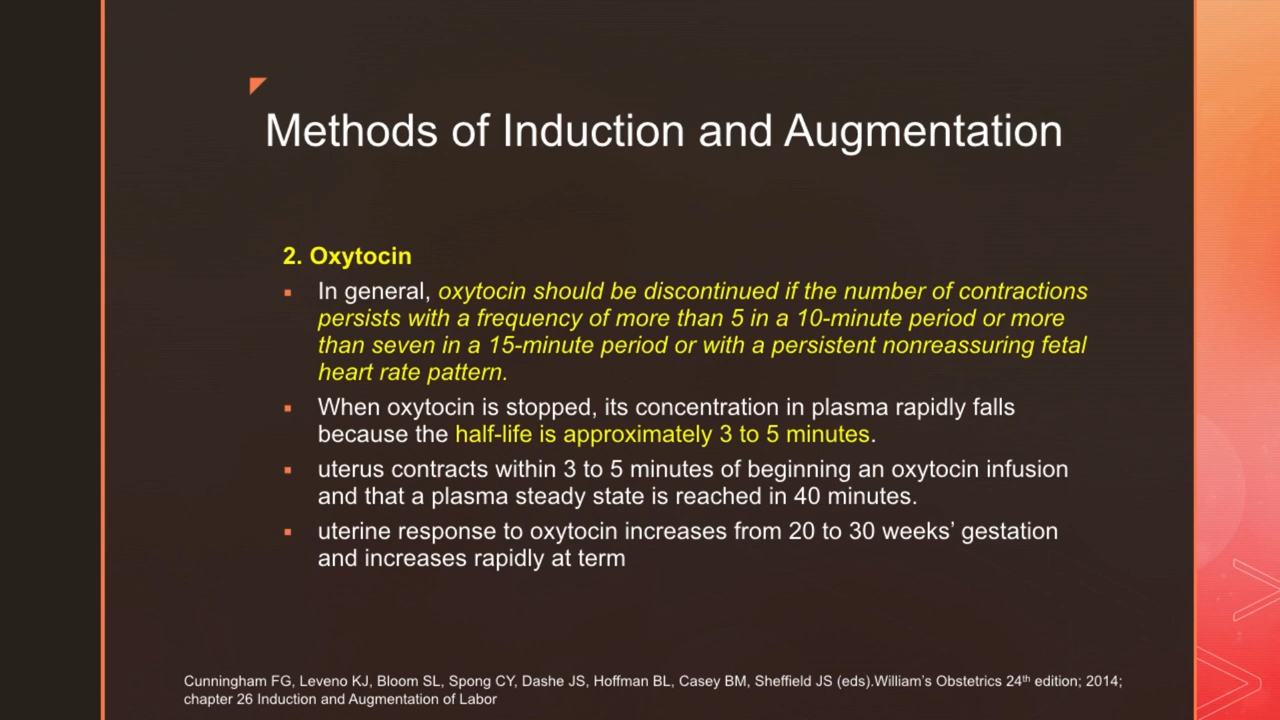 Methods of Induction and Augmentation
2. Oxytocin
▪ In general, oxytocin should be discontinued if the number of contractions
persists with a frequency of more than 5 in a 10-minute period or more
than seven in a 15-minute period or with a persistent nonreassuring fetal
heart rate pattern.
▪ When oxytocin is stopped, its concentration in plasma rapidly falls
because the half-life is approximately 3 to 5 minutes.
▪ uterus contracts within 3 to 5 minutes of beginning an oxytocin infusion
and that a plasma steady state is reached in 40 minutes.
▪ uterine response to oxytocin increases from 20 to 30 weeks’ gestation
and increases rapidly at term
Cunningham FG, Leveno KJ, Bloom SL, Spong CY, Dashe JS, Hoffman BL, Casey BM, Sheffield JS (eds).William’s Obstetrics 24th edition; 2014;
chapter 26 Induction and Augmentation of Labor